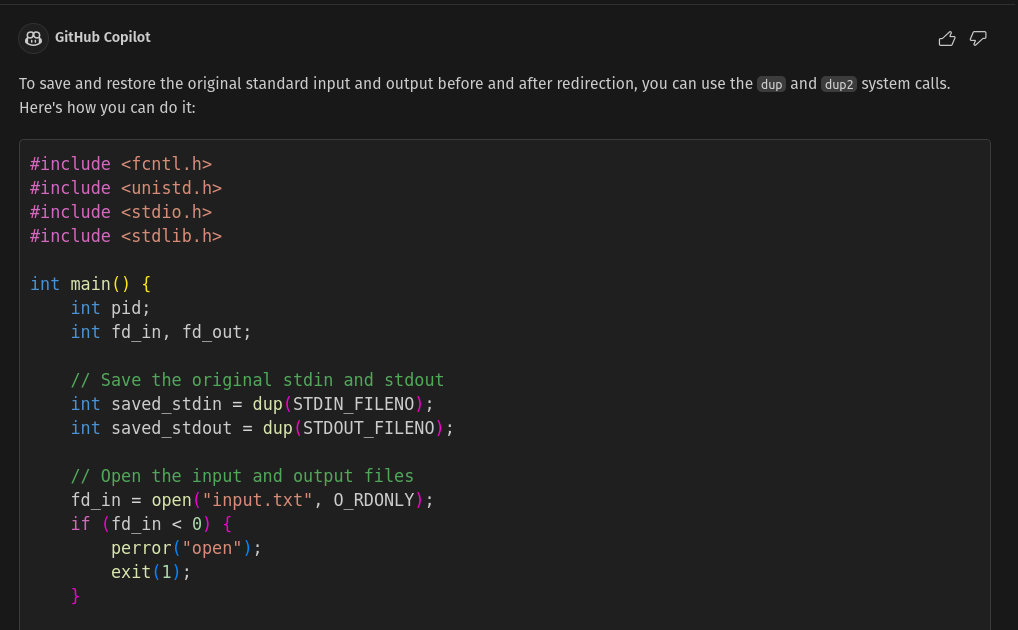 GitHub Copilot
To save and restore the original standard input and output before and after redirection, you can use the dup and dup2 system calls.
Here's how you can do it:
#include <fcntl.h>
#include <unistd.h>
#include <stdio.h>
#include <stdlib.h>
int main() {
    int pid;
    int fd_in, fd_out;
    // Save the original stdin and stdout
    int saved_stdin = dup(STDIN_FILENO);
    int saved_stdout = dup(STDOUT_FILENO);
    // Open the input and output files
    fd_in = open("input.txt", O_RDONLY);
    if (fd_in < 0) {
        perror("open");
        exit(1);
    }